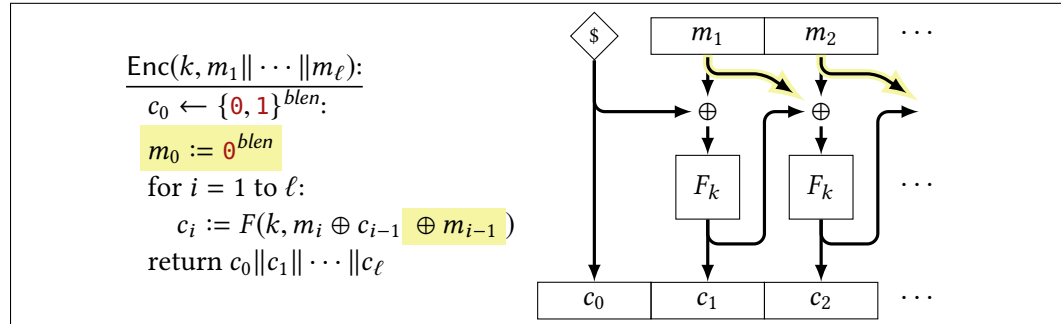 Enc(k, m₁‖ ⋯ ‖m_ℓ):
c₀ ← {0, 1}^blen:
m₀ := 0^blen
for i = 1 to ℓ:
c_i := F(k, m_i ⊕ c_{i−1} ⊕ m_{i−1})
return c₀‖c₁‖ ⋯ ‖c_ℓ
$ m₁ m₂ ⋯
⊕ ⊕
F_k F_k ⋯
c₀ c₁ c₂ ⋯